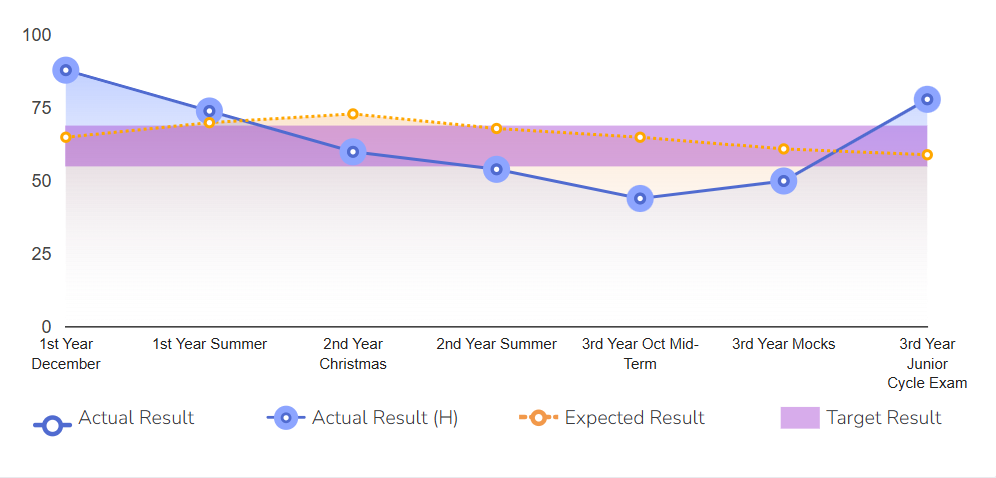 100
75
50
25
0
1st Year
December
1st Year Summer
2nd Year
Christmas
2nd Year Summer
3rd Year Oct Mid-
Term
3rd Year Mocks
3rd Year
Junior
Cycle Exam
Actual Result
Actual Result (H)
Expected Result
Target Result